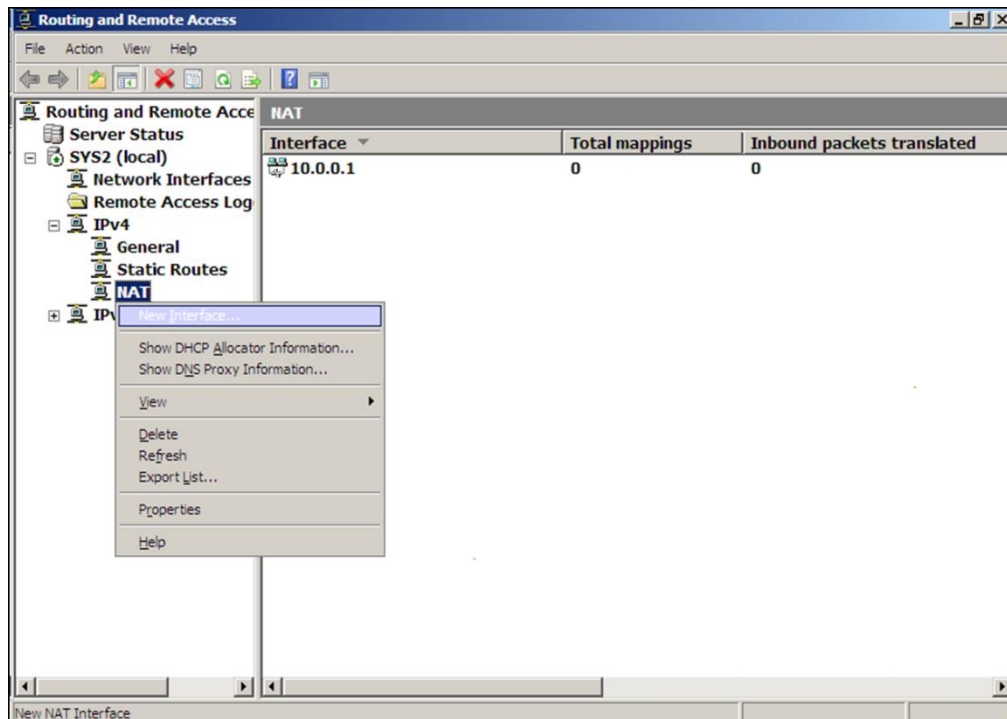 Routing and Remote Access
File Action View Help
Routing and Remote Acce
Server Status
SYS2 (local)
Network Interfaces
Remote Access Log
IPv4
General
Static Routes
NAT
IPv
New Interface...
Show DHCP Allocator Information...
Show DNS Proxy Information...
View
Delete
Refresh
Export List...
Properties
Help
NAT
Interface Total mappings Inbound packets translated
10.0.0.1 0 0
New NAT Interface